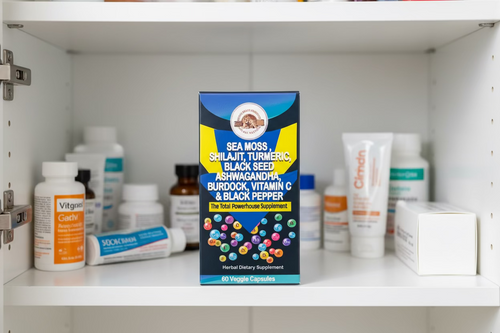 SEA MOSS ,
SHILAJIT, TURMERIC,
BLACK SEED
ASHWAGANDHA,
BURDOCK, VITAMIN C
& BLACK PEPPER
The Total Powerhouse Supplement
Herbal Dietary Supplement
60 Veggie Capsules